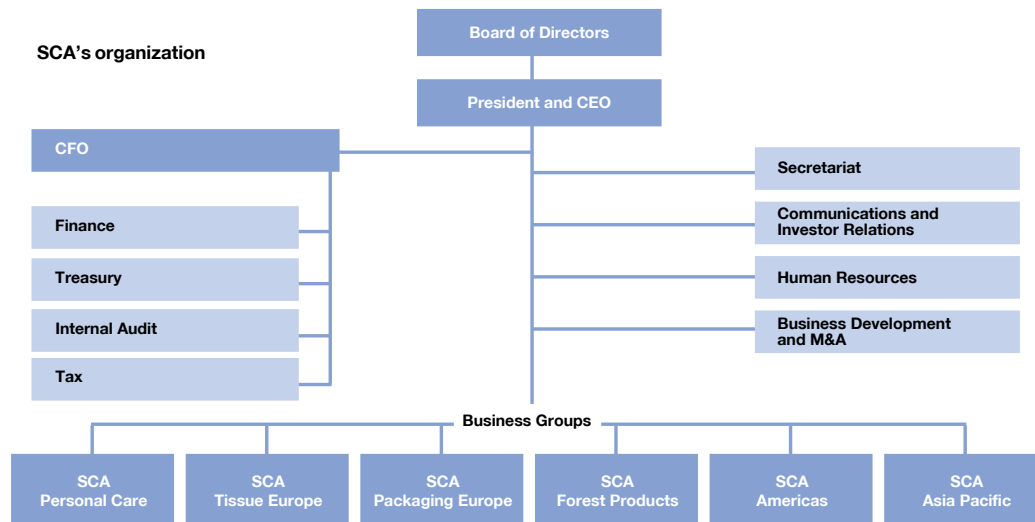 Board of Directors
SCA’s organization
President and CEO
CFO
Secretariat
Finance
Communications and
Investor Relations
Treasury
Human Resources
Internal Audit
Business Development
and M&A
Tax
Business Groups
SCA
Personal Care
SCA
Tissue Europe
SCA
Packaging Europe
SCA
Forest Products
SCA
Americas
SCA
Asia Pacific